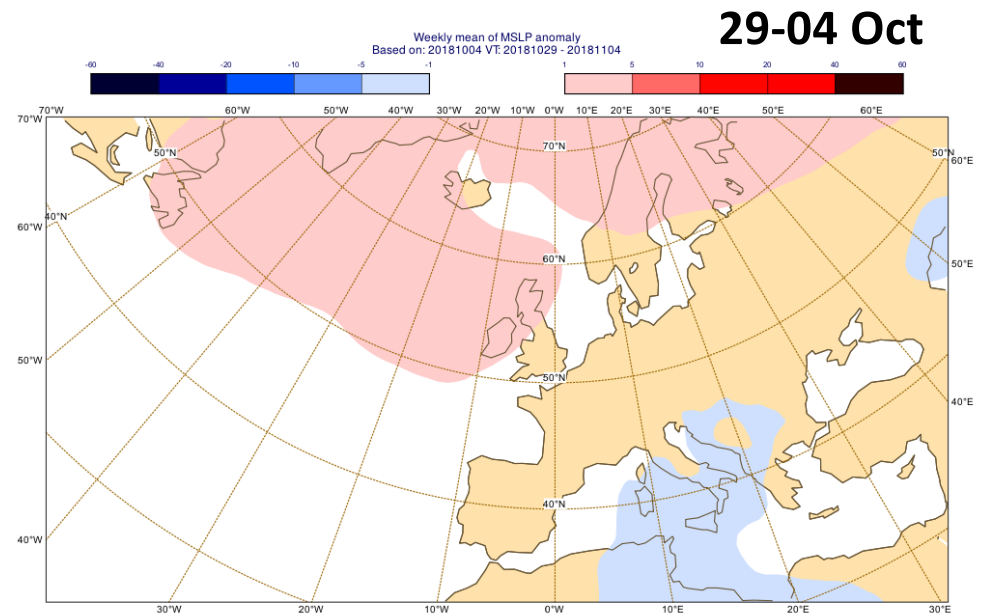 29-04 Oct
Weekly mean of MSLP anomaly
Based on: 20181004 VT: 20181029 - 20181104
-60 -40 -20 -10 -5 -1 1 5 10 20 40 60
70°W 60°W 50°W 40°W 30°W 20°W 10°W 0°W 10°E 20°E 30°E 40°E 50°E 60°E
70°W
50°N 70°N 50°N
60°E
40°N
60°W
60°N 50°E
50°W
50°N
40°E
40°N
40°W
30°W 20°W 10°W 0°W 10°E 20°E 30°E